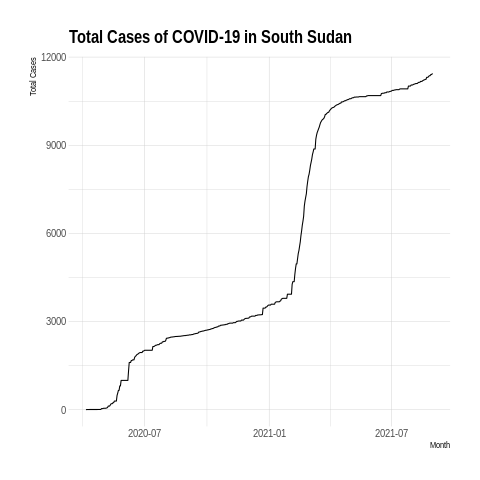 Total Cases of COVID-19 in South Sudan
Total Cases
12000
9000
6000
3000
0
2020-07
2021-01
2021-07
Month